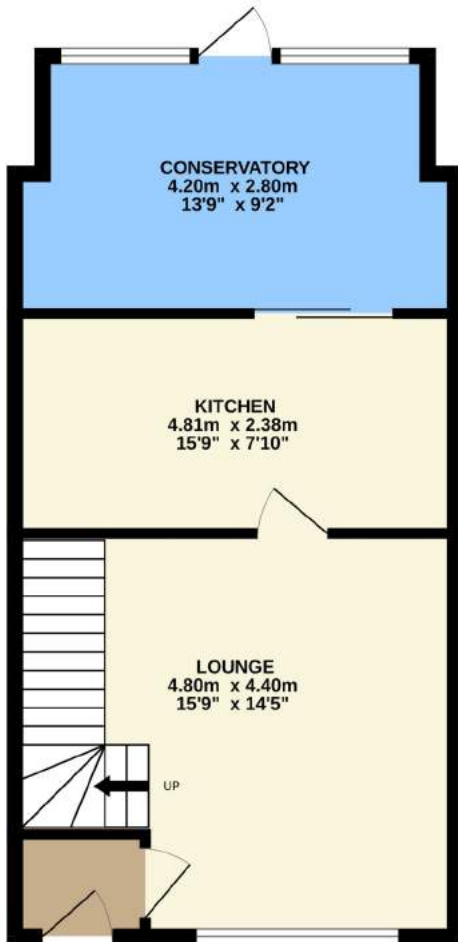 CONSERVATORY
4.20m x 2.80m
13'9" x 9'2"
KITCHEN
4.81m x 2.38m
15'9" x 7'10"
LOUNGE
4.80m x 4.40m
15'9" x 14'5"
UP